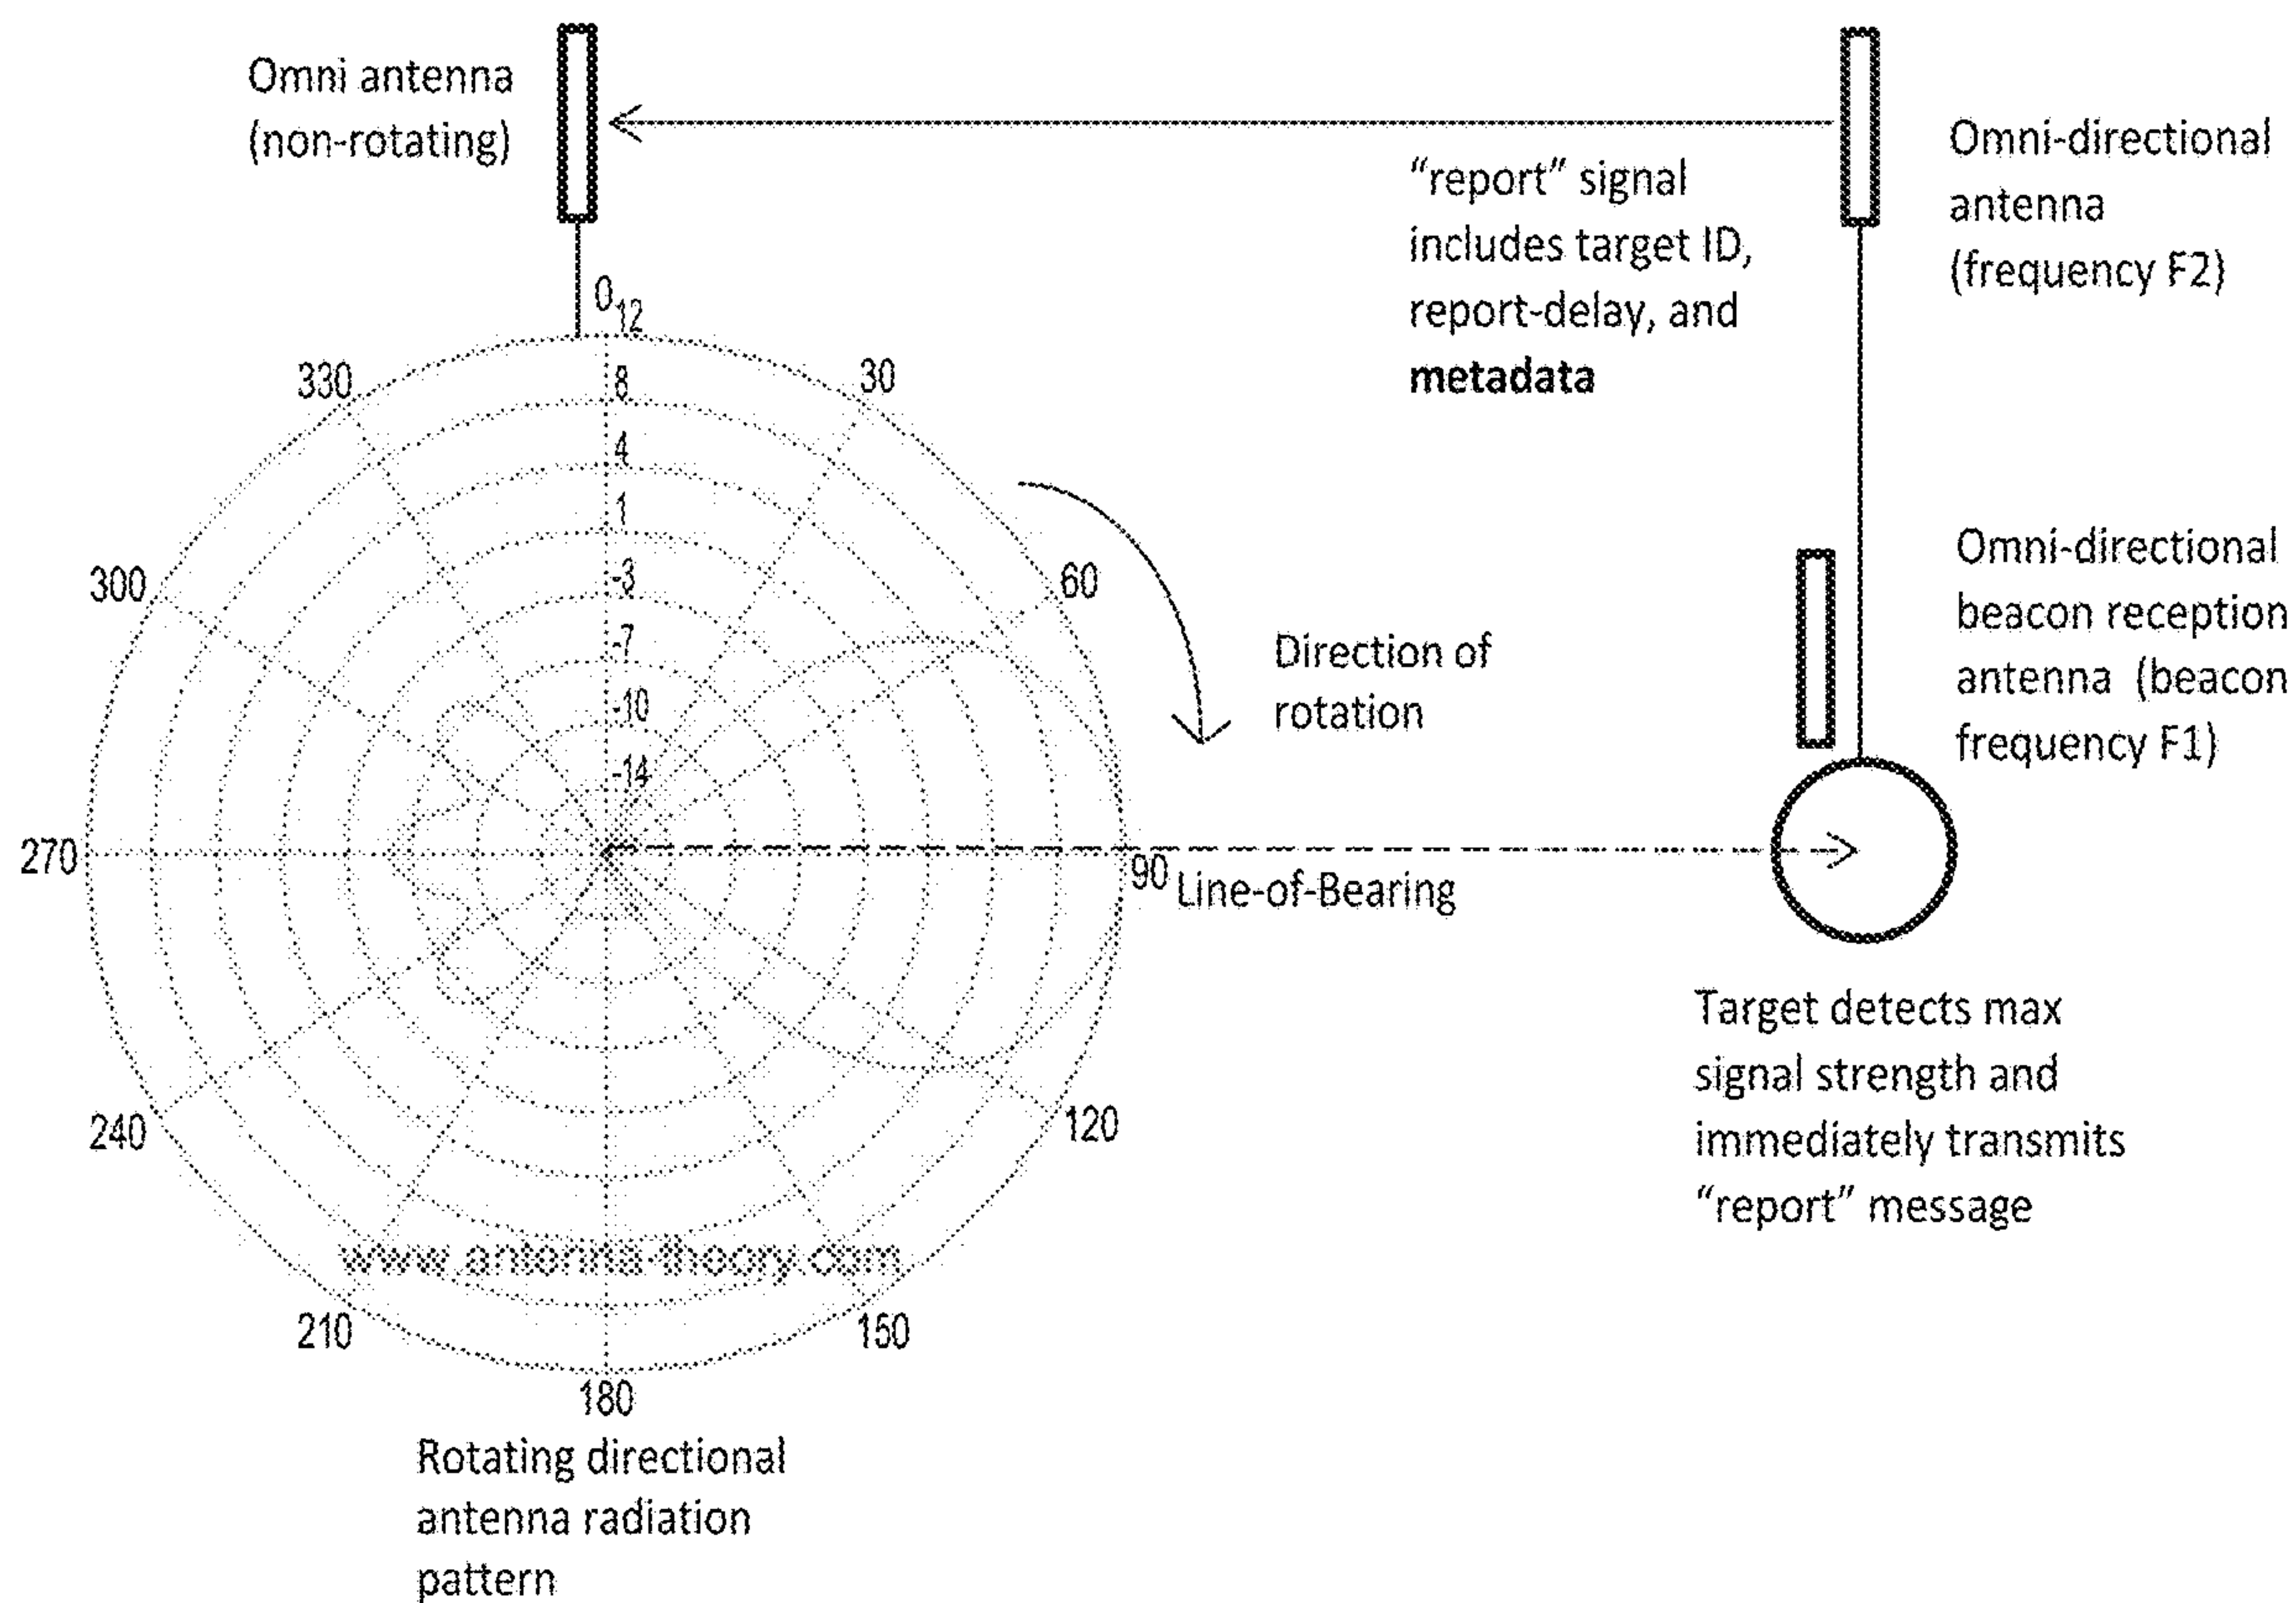 Omni antenna
(non-rotating)
"report" signal
includes target ID,
report-delay, and
metadata
Omni-directional
antenna
(frequency F2)
0
12
8
4
1
-3
-7
-10
-14
30
60
90
120
150
180
210
240
270
300
330
Direction of
rotation
Omni-directional
beacon reception
antenna (beacon
frequency F1)
Line-of-Bearing
Target detects max
signal strength and
immediately transmits
"report" message
www.antenna-theory.com
Rotating directional
antenna radiation
pattern